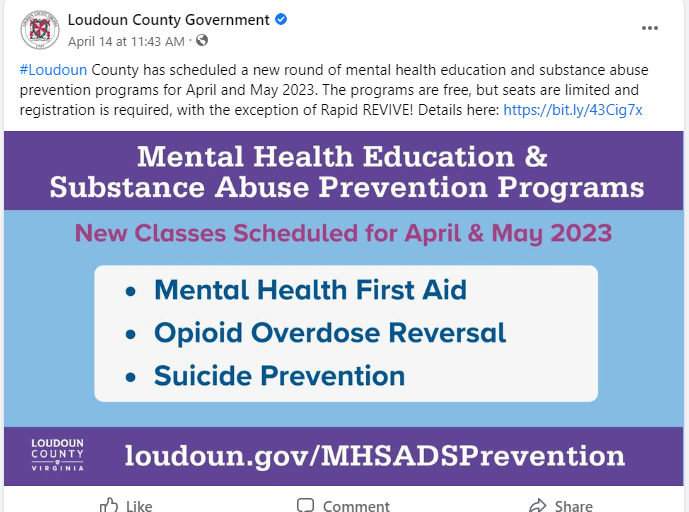 Loudoun County Government
April 14 at 11:43 AM ·
#Loudoun County has scheduled a new round of mental health education and substance abuse
prevention programs for April and May 2023. The programs are free, but seats are limited and
registration is required, with the exception of Rapid REVIVE! Details here: https://bit.ly/43Cig7x
Mental Health Education &
Substance Abuse Prevention Programs
New Classes Scheduled for April & May 2023
• Mental Health First Aid
• Opioid Overdose Reversal
• Suicide Prevention
LOUDOUN
COUNTY
VIRGINIA
loudoun.gov/MHSADSPrevention
Like
Comment
Share